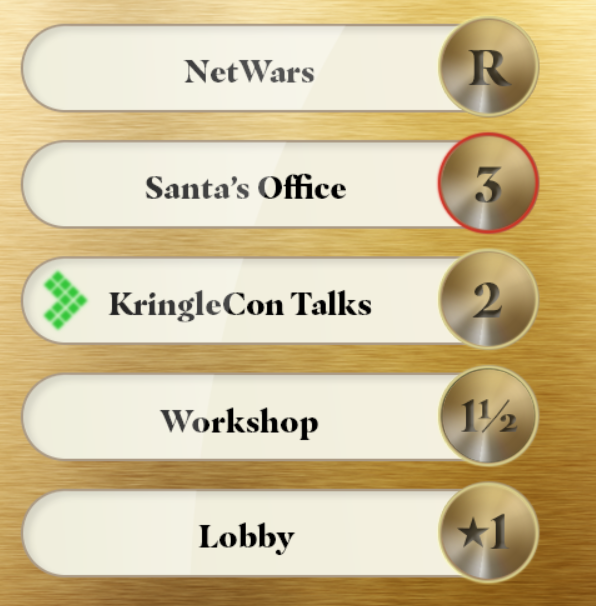 NetWars R
Santa's Office 3
KringleCon Talks 2
Workshop 1½
Lobby ★1